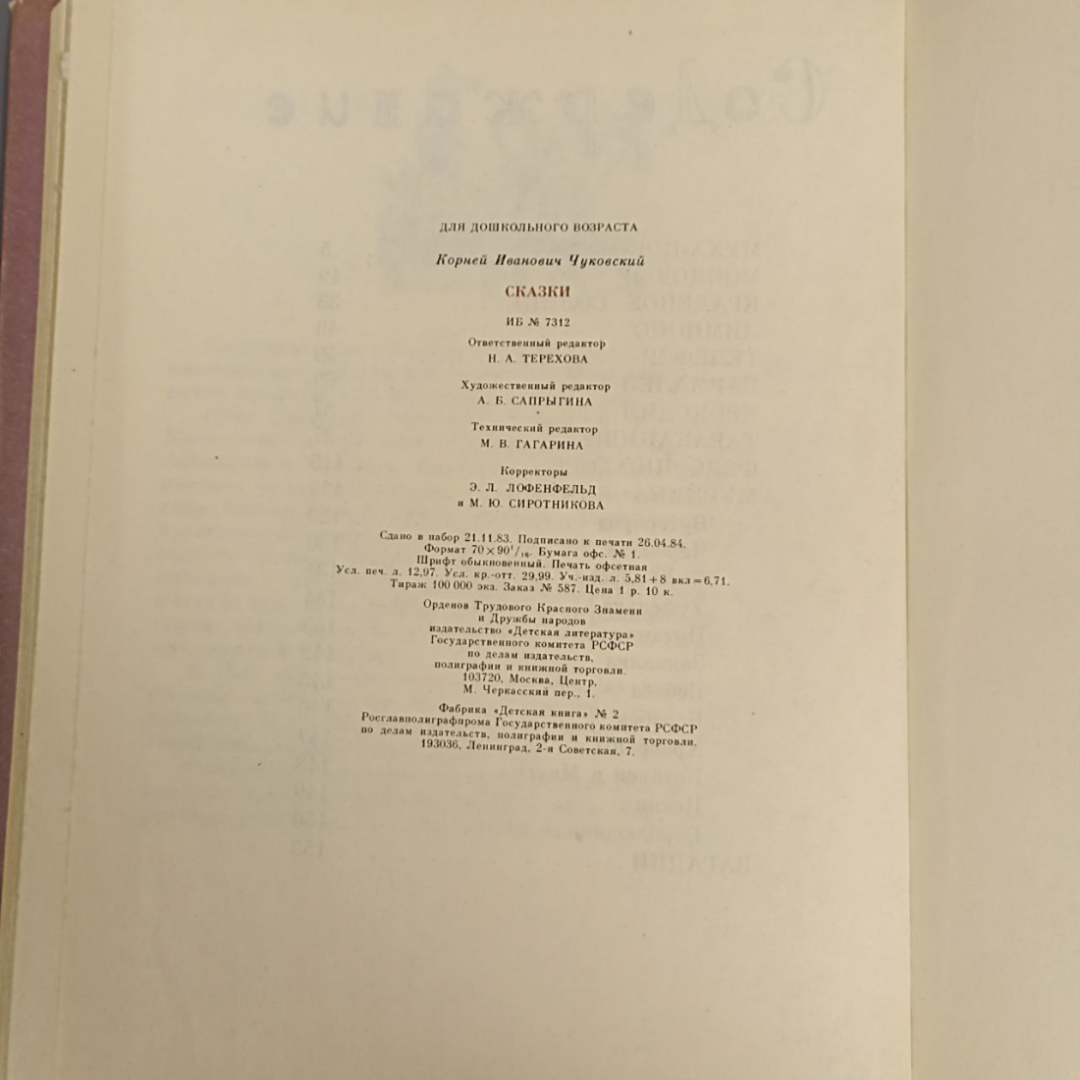 ДЛЯ ДОШКОЛЬНОГО ВОЗРАСТА
Корней Иванович Чуковский
СКАЗКИ
ИБ № 7312
Ответственный редактор
Н. А. ТЕРЕХОВА
Художественный редактор
А. Б. САПРЫГИНА
Технический редактор
М. В. ГАГАРИНА
Корректоры
Э. Л. ЛОФЕНФЕЛЬД
и М. Ю. СИРОТНИКОВА
Сдано в набор 21.11.83. Подписано к печати 26.04.84.
Формат 70×90¹/₁₆. Бумага офс. № 1.
Шрифт обыкновенный. Печать офсетная
Усл. печ. л. 12,97. Усл. кр.-отт. 29,99. Уч.-изд. л. 5,81+8 вкл=6,71.
Тираж 100 000 экз. Заказ № 587. Цена 1 р. 10 к.
Орденов Трудового Красного Знамени
и Дружбы народов
издательство «Детская литература»
Государственного комитета РСФСР
по делам издательств,
полиграфии и книжной торговли.
103720, Москва, Центр,
М. Черкасский пер., 1.
Фабрика «Детская книга» № 2
Росглавполиграфпрома Государственного комитета РСФСР
по делам издательств, полиграфии и книжной торговли.
193036, Ленинград, 2-я Советская, 7.